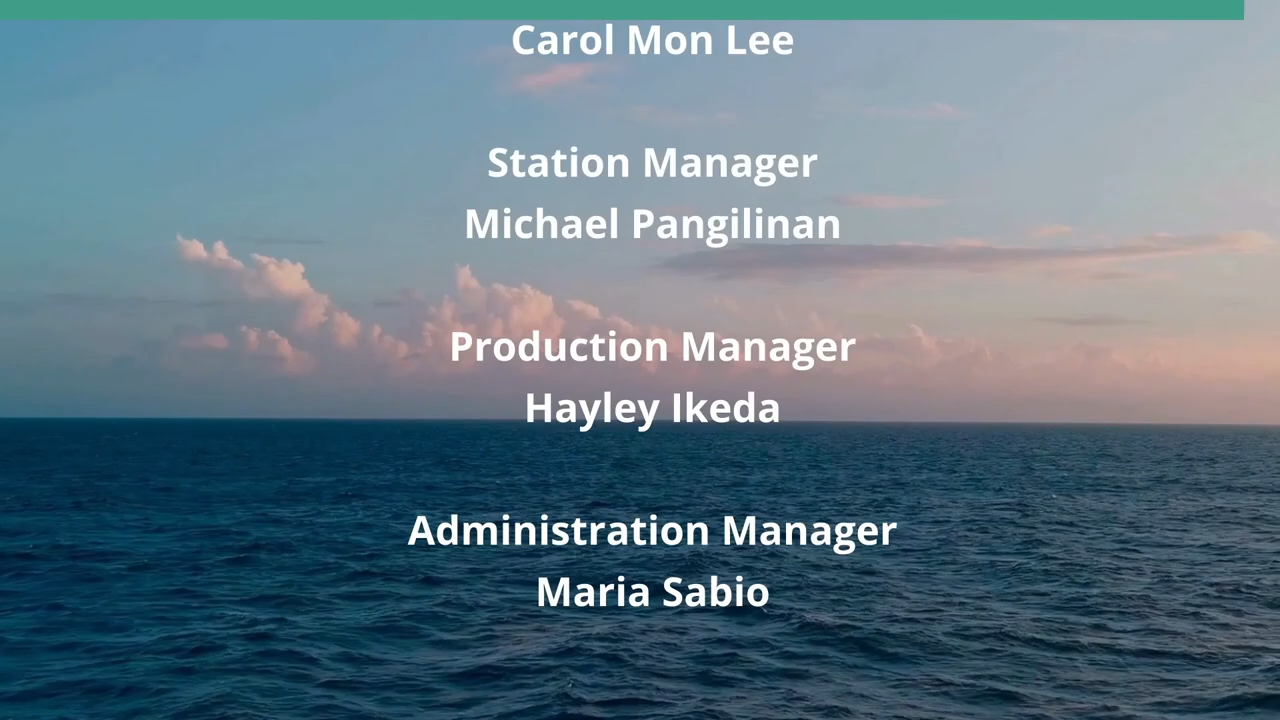 Carol Mon Lee
Station Manager
Michael Pangilinan
Production Manager
Hayley Ikeda
Administration Manager
Maria Sabio